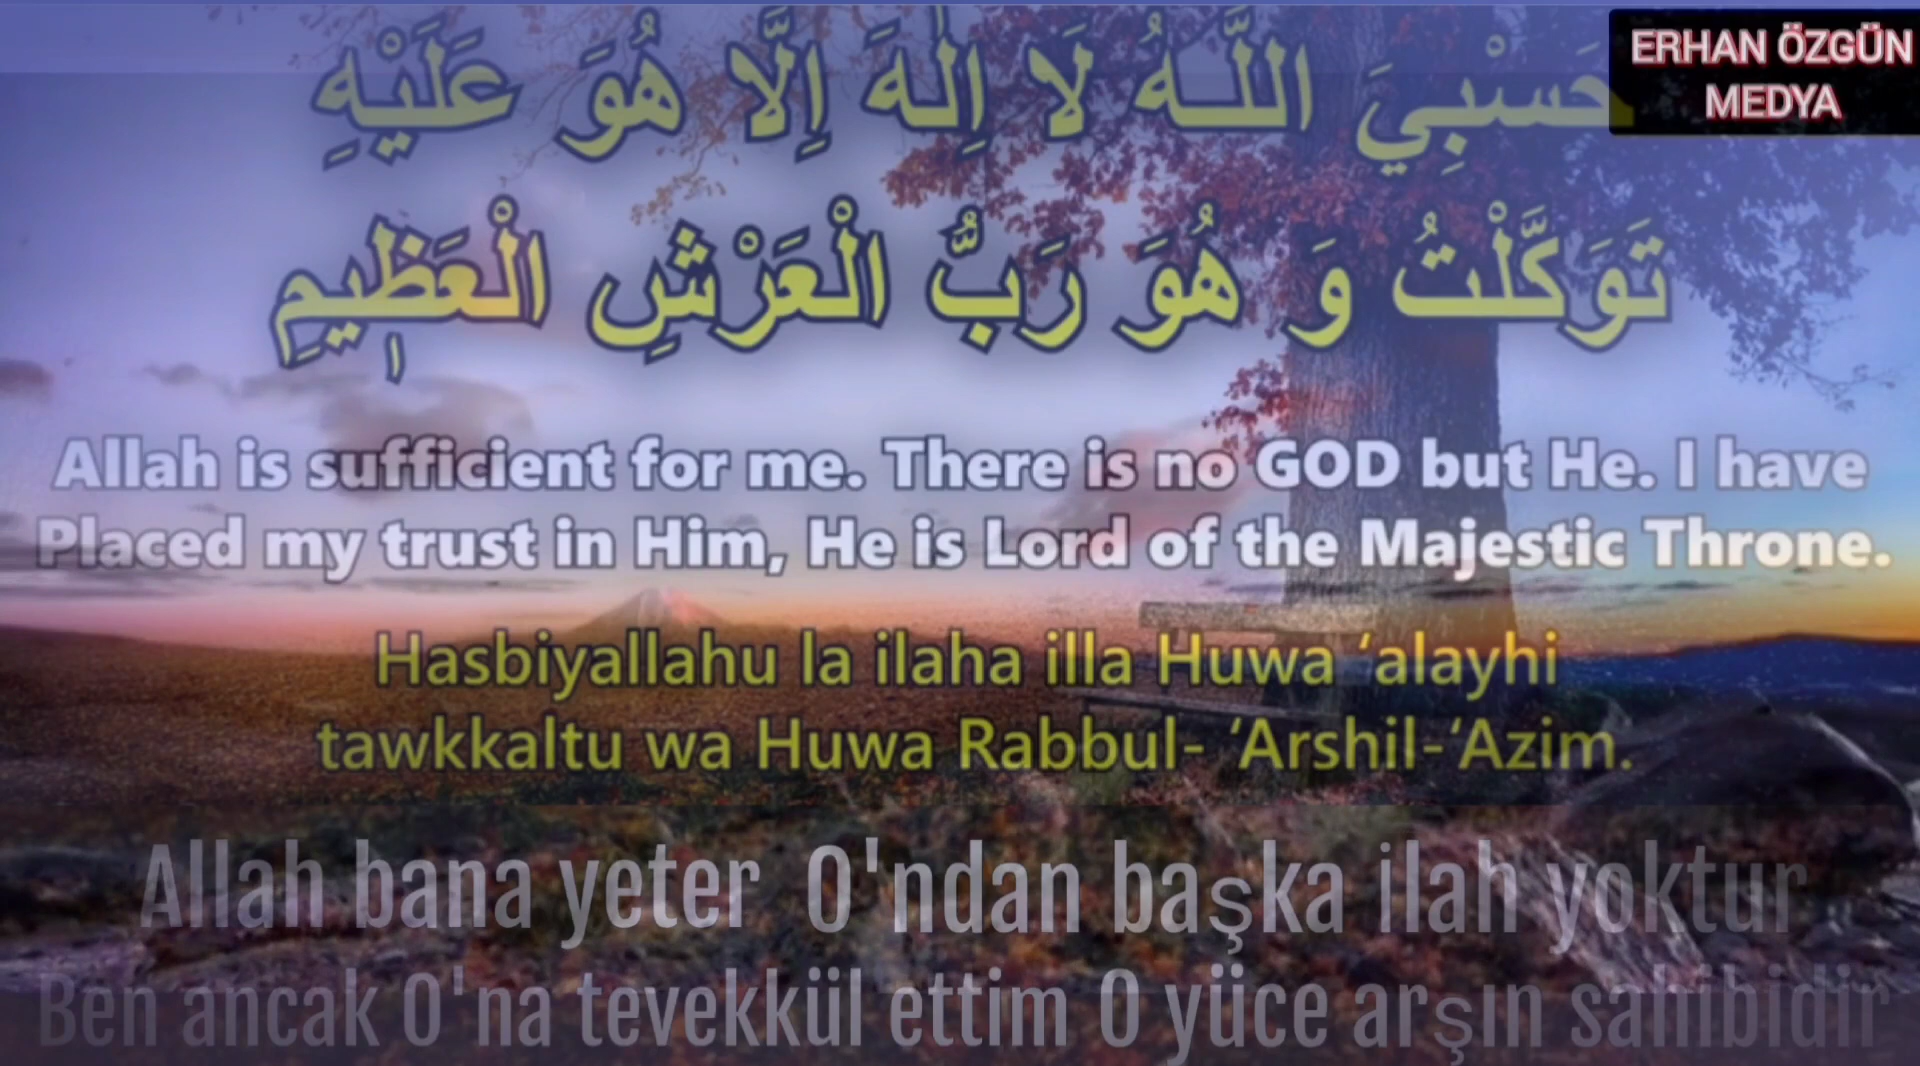 حَسْبِيَ اللَّـهُ لَا اِلٰهَ اِلَّا هُوَ عَلَيْهِ
تَوَكَّلْتُ وَ هُوَ رَبُّ الْعَرْشِ الْعَظٖيمِ
Allah is sufficient for me. There is no GOD but He. I have
Placed my trust in Him, He is Lord of the Majestic Throne.
Hasbiyallahu la ilaha illa Huwa ‘alayhi
tawkkaltu wa Huwa Rabbul- ‘Arshil-‘Azim.
Allah bana yeter O'ndan başka ilah yoktur
Ben ancak O'na tevekkül ettim O yüce arşın sahibidir
ERHAN ÖZGÜN
MEDYA